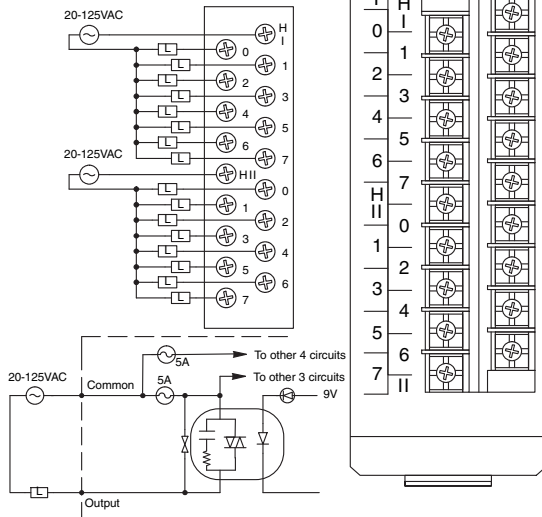 20-125VAC
H
I
L
0
L
1
L
2
L
3
L
4
L
5
L
6
L
7
20-125VAC
HII
L
0
L
1
L
2
L
3
L
4
L
5
L
6
L
7
5A
To other 4 circuits
20-125VAC
Common
5A
To other 3 circuits
9V
L
Output
H
I
0
1
2
3
4
5
6
7
H
II
0
1
2
3
4
5
6
7
II